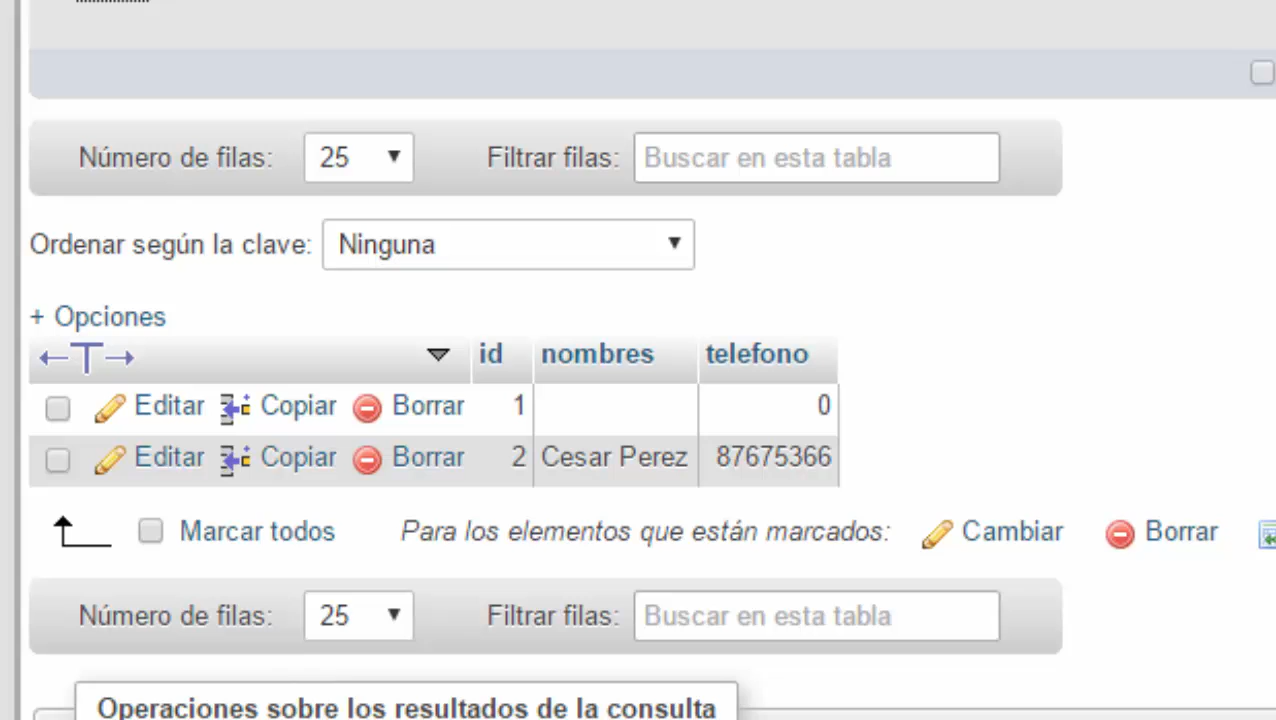 Número de filas: 25 Filtrar filas: Buscar en esta tabla
Ordenar según la clave: Ninguna
+ Opciones
←T→ id nombres telefono
Editar Copiar Borrar 1 0
Editar Copiar Borrar 2 Cesar Perez 87675366
Marcar todos Para los elementos que están marcados: Cambiar Borrar
Número de filas: 25 Filtrar filas: Buscar en esta tabla
Operaciones sobre los resultados de la consulta